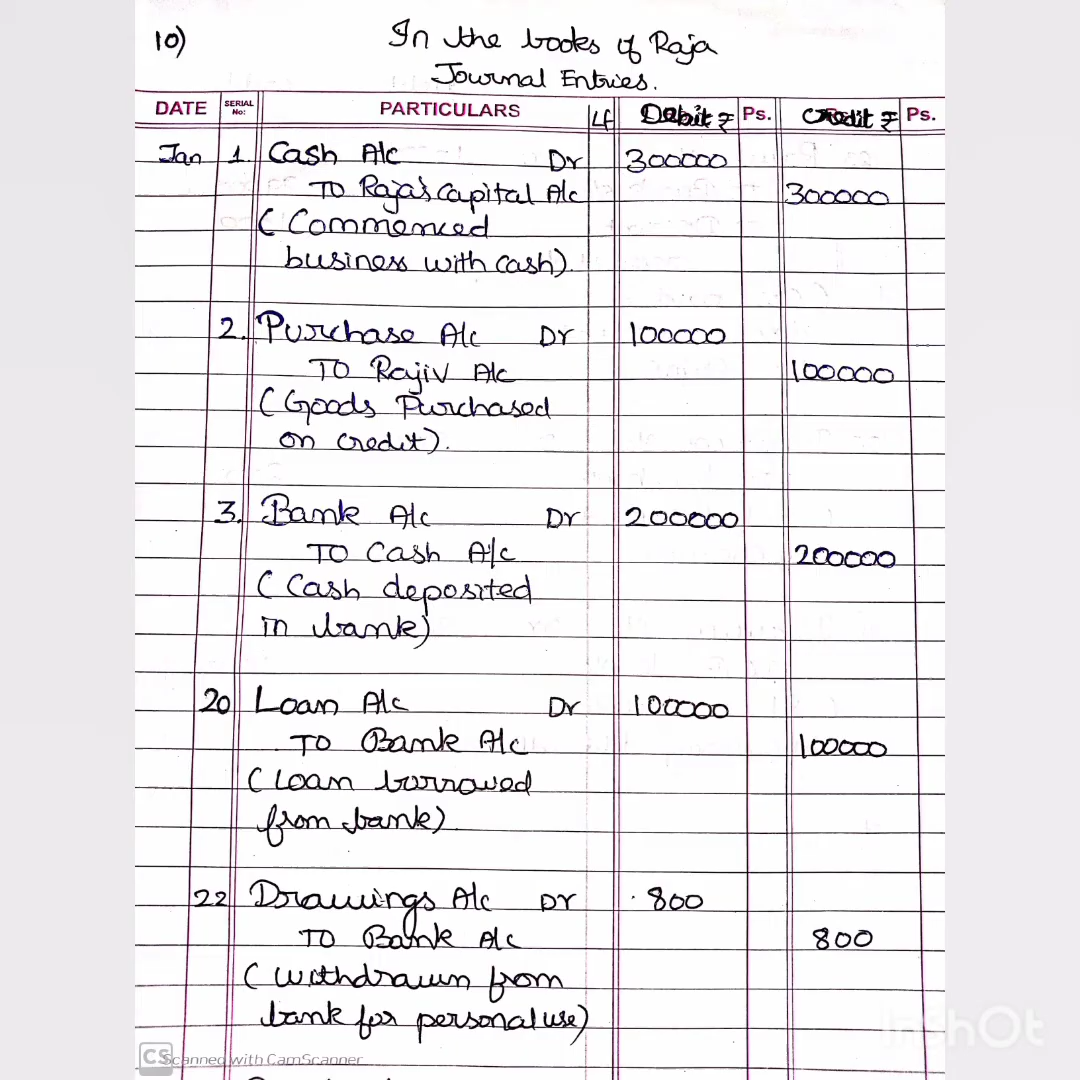 10) In the books of Raja
Journal Entries.
DATE SERIAL No: PARTICULARS LF Debit ₹ Ps. Credit ₹ Ps.
Jan 1. Cash A/c Dr 300000
To Raja's Capital A/c 300000
( Commenced
business with cash).
2. Purchase A/c Dr 100000
To Rajiv A/c 100000
( Goods Purchased
on credit).
3. Bank A/c Dr 200000
To Cash A/c 200000
( Cash deposited
in bank)
20 Loan A/c Dr 100000
To Bank A/c 100000
( Loan borrowed
from bank)
22 Drawings A/c Dr 800
To Bank A/c 800
( withdrawn from
bank for personal use)
CS Scanned with CamScanner
InShOt